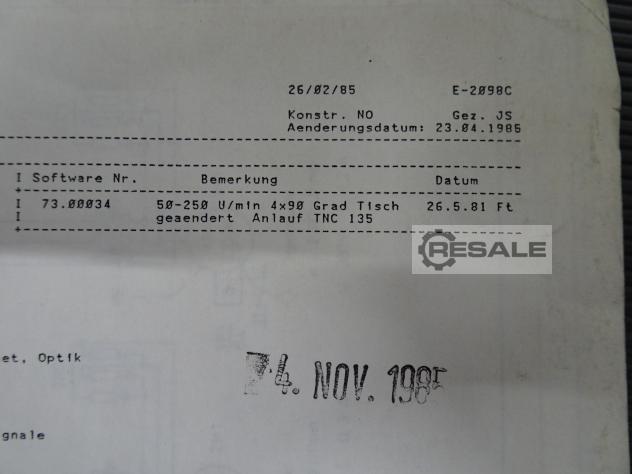 26/02/85 E-2098C
Konstr. NO Gez. JS
Aenderungsdatum: 23.04.1985
I Software Nr. Bemerkung Datum
I 73.00034 50-250 U/min 4x90 Grad Tisch 26.5.81 Ft
I geaendert Anlauf TNC 135
RESALE
et, Optik
4. NOV. 198
gnale